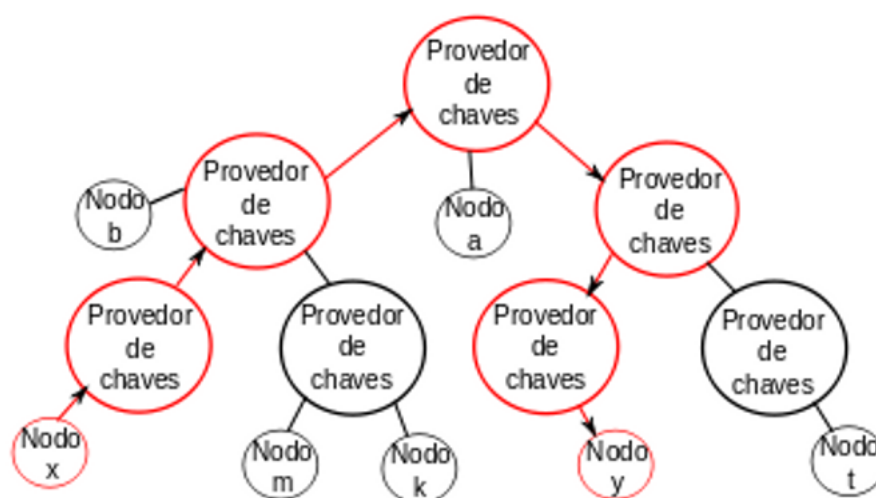 Provedor
de
chaves
Provedor
de
chaves
Provedor
de
chaves
Nodo
b
Nodo
a
Provedor
de
chaves
Provedor
de
chaves
Provedor
de
chaves
Provedor
de
chaves
Nodo
x
Nodo
m
Nodo
k
Nodo
y
Nodo
t